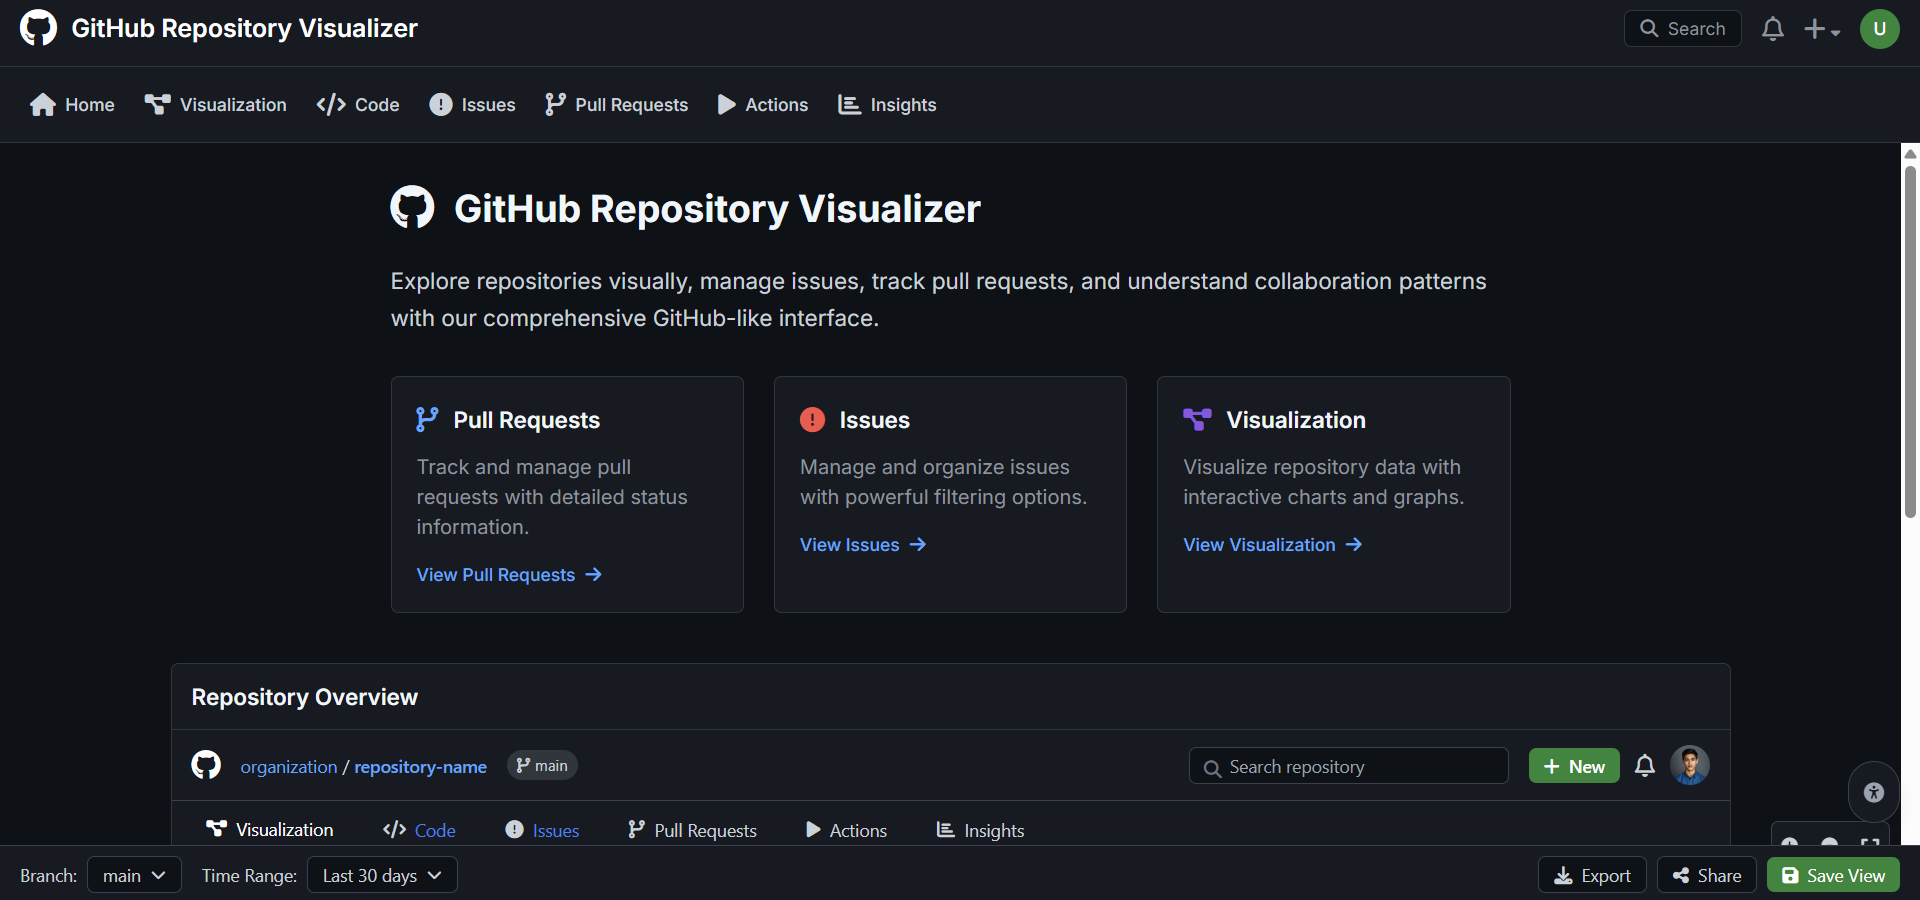 GitHub Repository Visualizer
Search
U
Home
Visualization
Code
Issues
Pull Requests
Actions
Insights
GitHub Repository Visualizer
Explore repositories visually, manage issues, track pull requests, and understand collaboration patterns
with our comprehensive GitHub-like interface.
Pull Requests
Track and manage pull
requests with detailed status
information.
View Pull Requests
Issues
Manage and organize issues
with powerful filtering options.
View Issues
Visualization
Visualize repository data with
interactive charts and graphs.
View Visualization
Repository Overview
organization / repository-name
main
Search repository
New
Visualization
Code
Issues
Pull Requests
Actions
Insights
Branch:
main
Time Range:
Last 30 days
Export
Share
Save View